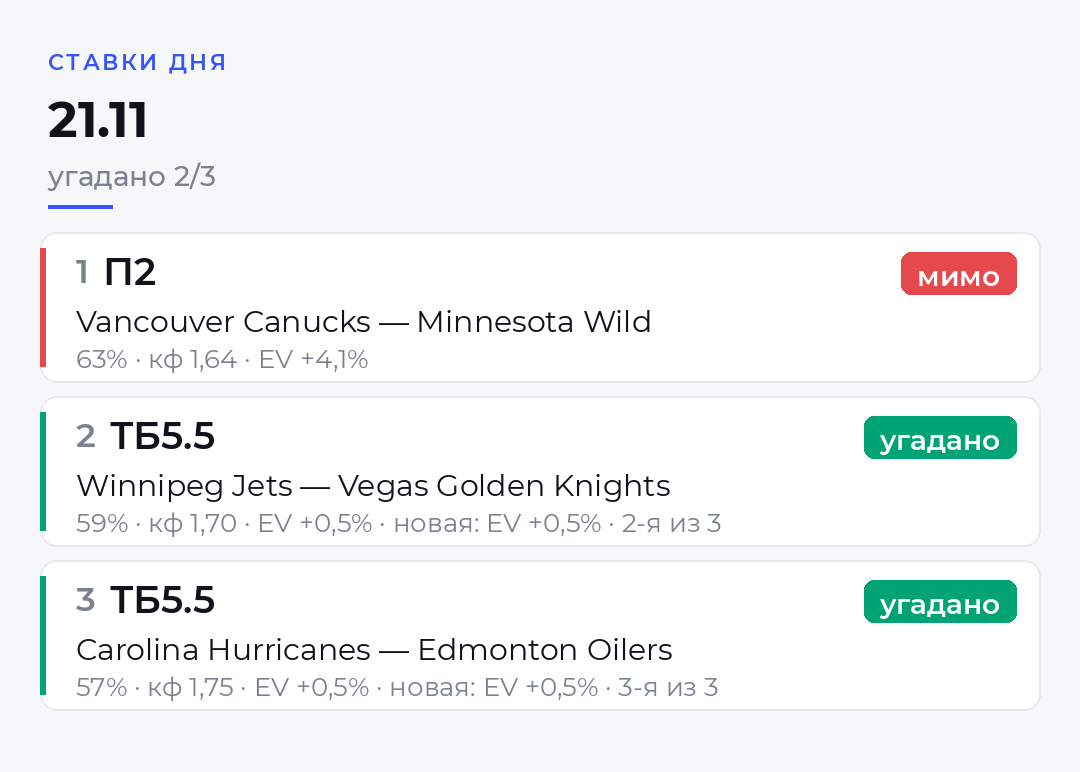 СТАВКИ ДНЯ
21.11
угадано 2/3
1 П2
мимо
Vancouver Canucks — Minnesota Wild
63% · кф 1,64 · EV +4,1%
2 ТБ5.5
угадано
Winnipeg Jets — Vegas Golden Knights
59% · кф 1,70 · EV +0,5% · новая: EV +0,5% · 2-я из 3
3 ТБ5.5
угадано
Carolina Hurricanes — Edmonton Oilers
57% · кф 1,75 · EV +0,5% · новая: EV +0,5% · 3-я из 3